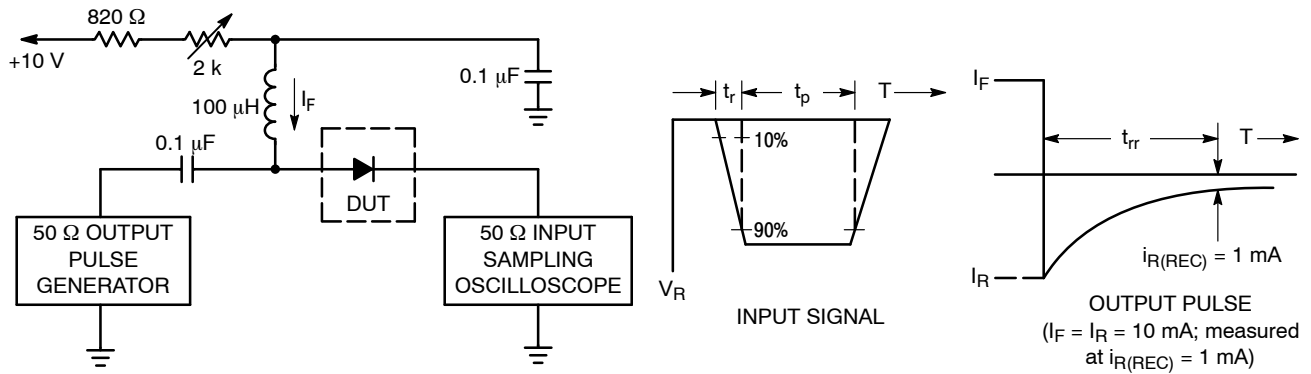 820 Ω
+10 V
2 k
100 μH
I_F
0.1 μF
0.1 μF
DUT
50 Ω OUTPUT
PULSE
GENERATOR
50 Ω INPUT
SAMPLING
OSCILLOSCOPE
t_r
t_p
T
10%
90%
V_R
INPUT SIGNAL
I_F
t_rr
T
I_R
i_R(REC) = 1 mA
OUTPUT PULSE
(I_F = I_R = 10 mA; measured
at i_R(REC) = 1 mA)